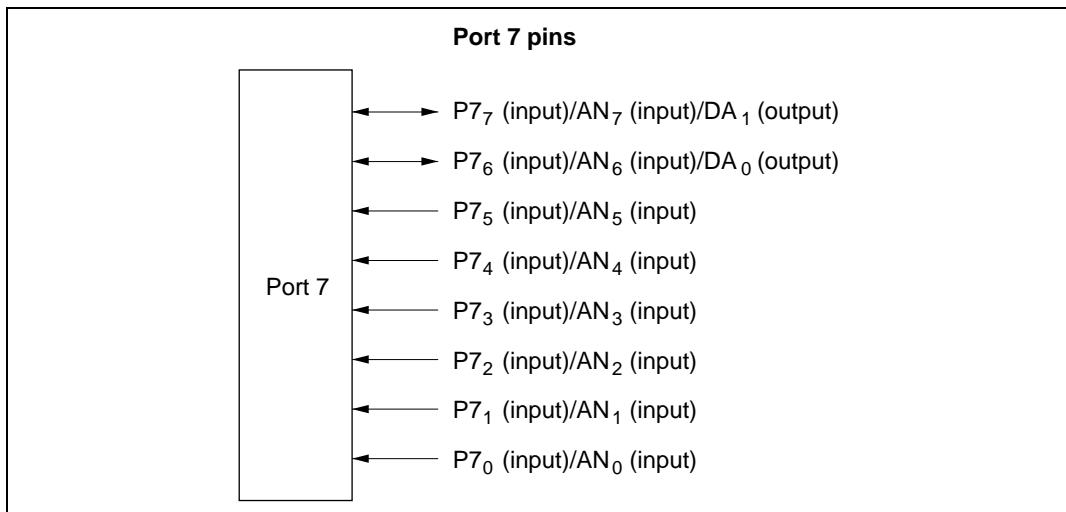 Port 7 pins
P7₇ (input)/AN₇ (input)/DA₁ (output)
P7₆ (input)/AN₆ (input)/DA₀ (output)
P7₅ (input)/AN₅ (input)
P7₄ (input)/AN₄ (input)
Port 7
P7₃ (input)/AN₃ (input)
P7₂ (input)/AN₂ (input)
P7₁ (input)/AN₁ (input)
P7₀ (input)/AN₀ (input)